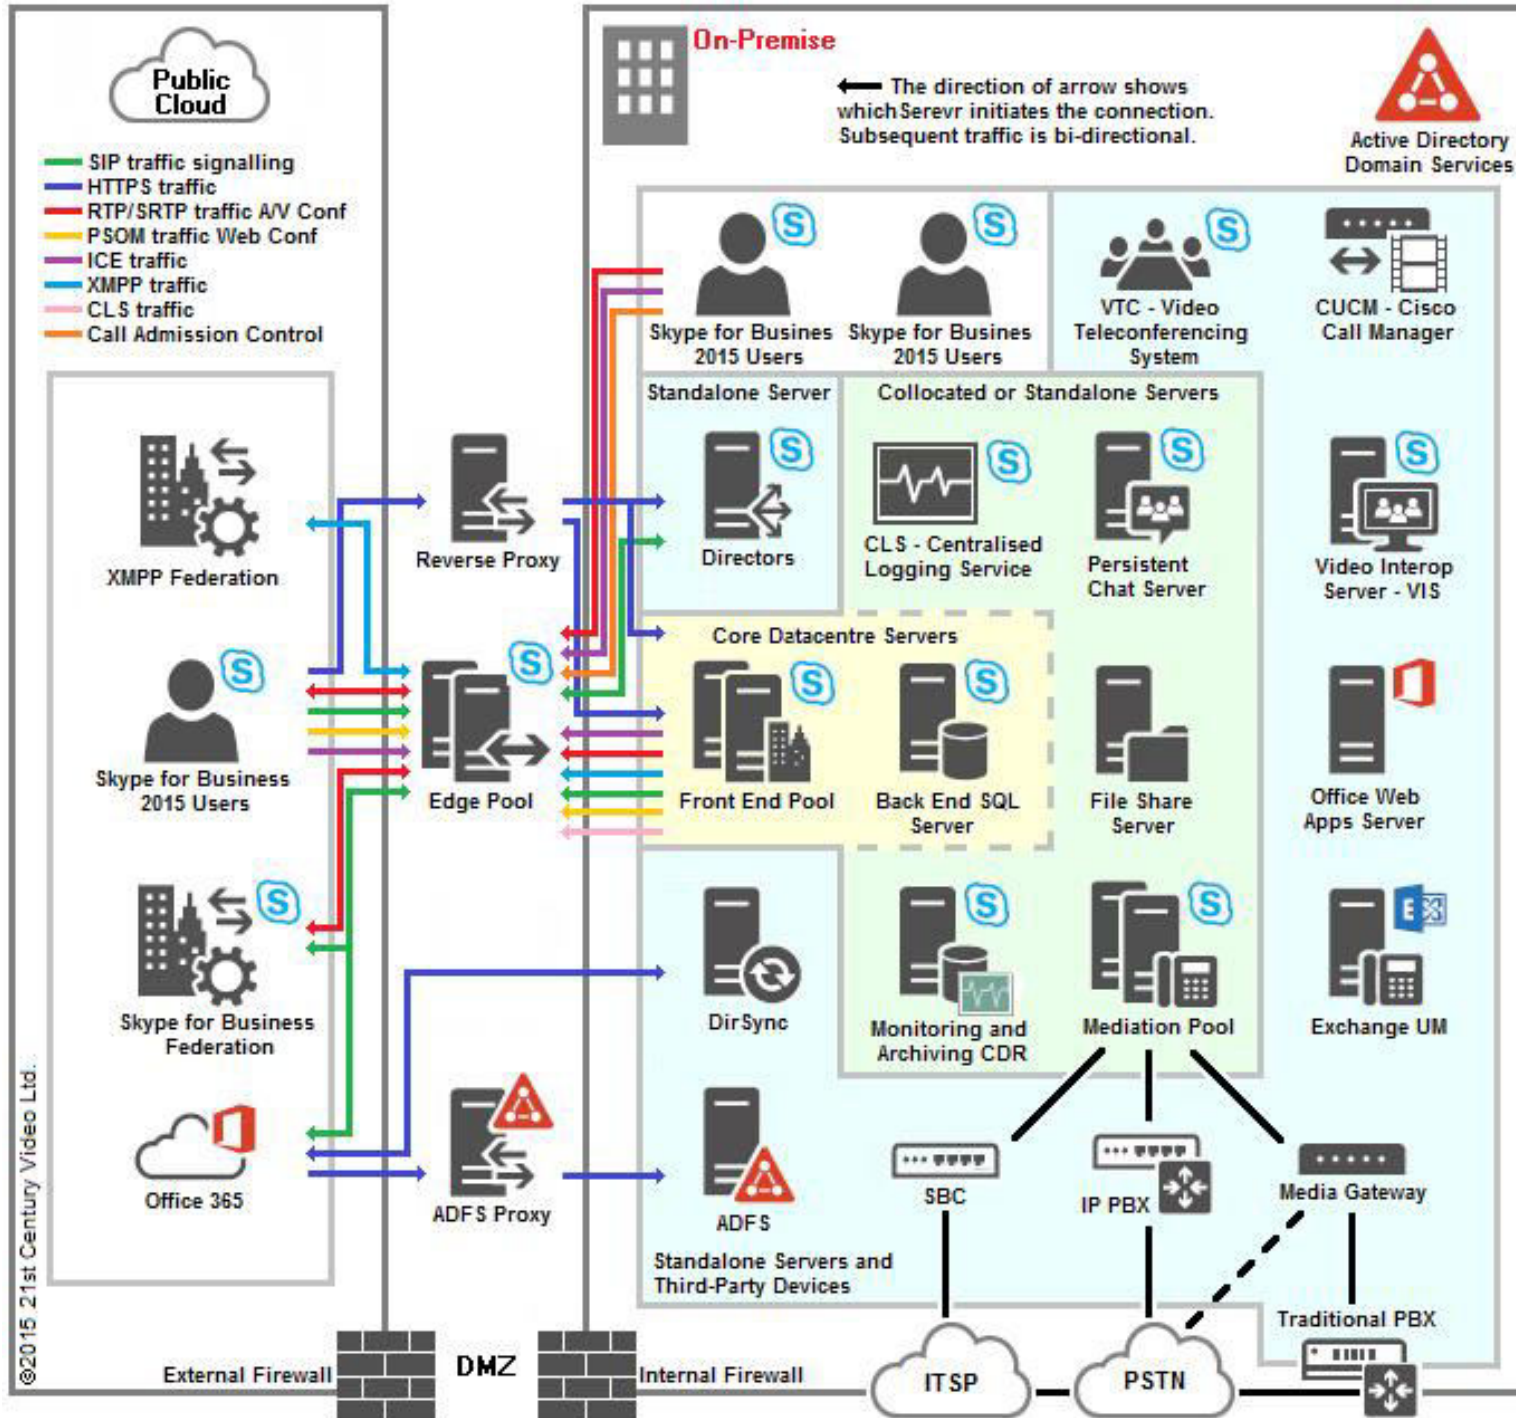 Public
Cloud
SIP traffic signalling
HTTPS traffic
RTP/SRTP traffic A/V Conf
PSOM traffic Web Conf
ICE traffic
XMPP traffic
CLS traffic
Call Admission Control
XMPP Federation
Skype for Business
2015 Users
Skype for Business
Federation
Office 365
©2015 21st Century Video Ltd.
External Firewall
DMZ
Internal Firewall
Reverse Proxy
Edge Pool
ADFS Proxy
On-Premise
The direction of arrow shows
whichSerevr initiates the connection.
Subsequent traffic is bi-directional.
Active Directory
Domain Services
Skype for Busines
2015 Users
Skype for Busines
2015 Users
VTC - Video
Teleconferencing
System
CUCM - Cisco
Call Manager
Standalone Server
Collocated or Standalone Servers
Directors
CLS - Centralised
Logging Service
Persistent
Chat Server
Video Interop
Server - VIS
Core Datacentre Servers
Front End Pool
Back End SQL
Server
File Share
Server
Office Web
Apps Server
DirSync
Monitoring and
Archiving CDR
Mediation Pool
Exchange UM
ADFS
SBC
IP PBX
Media Gateway
Standalone Servers and
Third-Party Devices
Traditional PBX
ITSP
PSTN